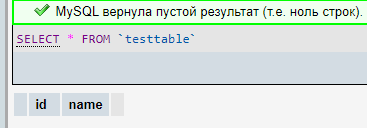 MySQL вернула пустой результат (т.е. ноль строк).
SELECT * FROM `testtable`
id name